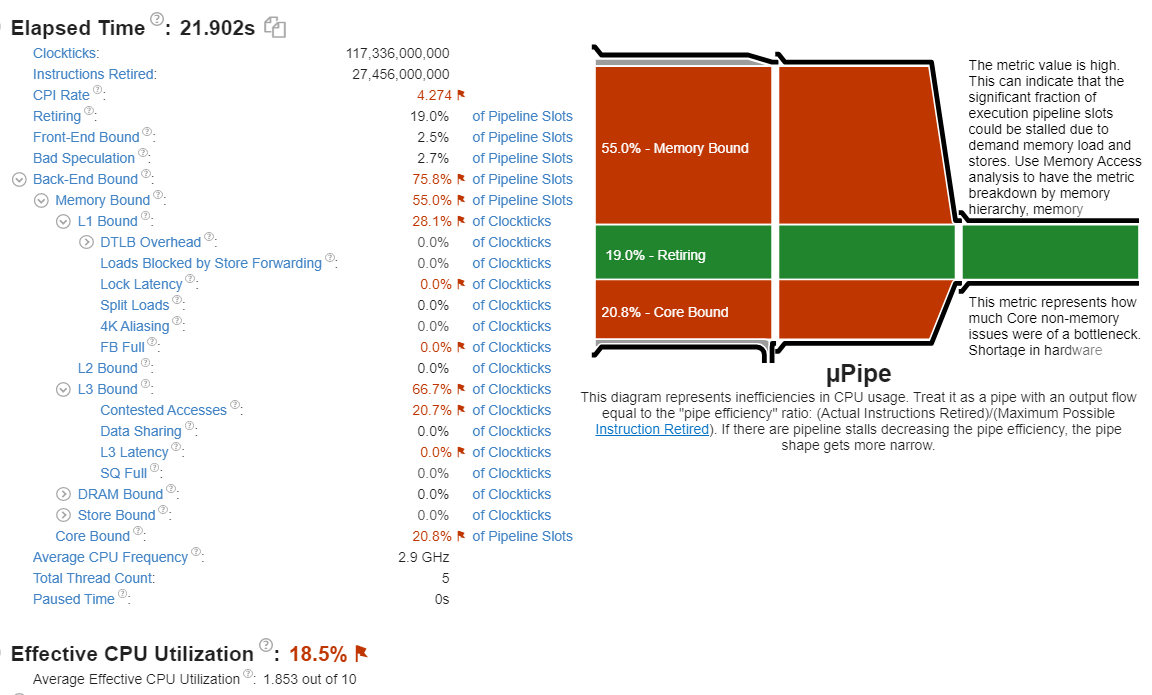 Elapsed Time ? : 21.902s
Clockticks: 117,336,000,000
Instructions Retired: 27,456,000,000
CPI Rate ? : 4.274
Retiring ? : 19.0% of Pipeline Slots
Front-End Bound ? : 2.5% of Pipeline Slots
Bad Speculation ? : 2.7% of Pipeline Slots
Back-End Bound ? : 75.8% of Pipeline Slots
Memory Bound ? : 55.0% of Pipeline Slots
L1 Bound ? : 28.1% of Clockticks
DTLB Overhead ? : 0.0% of Clockticks
Loads Blocked by Store Forwarding ? : 0.0% of Clockticks
Lock Latency ? : 0.0% of Clockticks
Split Loads ? : 0.0% of Clockticks
4K Aliasing ? : 0.0% of Clockticks
FB Full ? : 0.0% of Clockticks
L2 Bound ? : 0.0% of Clockticks
L3 Bound ? : 66.7% of Clockticks
Contested Accesses ? : 20.7% of Clockticks
Data Sharing ? : 0.0% of Clockticks
L3 Latency ? : 0.0% of Clockticks
SQ Full ? : 0.0% of Clockticks
DRAM Bound ? : 0.0% of Clockticks
Store Bound ? : 0.0% of Clockticks
Core Bound ? : 20.8% of Pipeline Slots
Average CPU Frequency ? : 2.9 GHz
Total Thread Count: 5
Paused Time ? : 0s
55.0% - Memory Bound
19.0% - Retiring
20.8% - Core Bound
The metric value is high.
This can indicate that the
significant fraction of
execution pipeline slots
could be stalled due to
demand memory load and
stores. Use Memory Access
analysis to have the metric
breakdown by memory
hierarchy, memory
This metric represents how
much Core non-memory
issues were of a bottleneck.
Shortage in hardware
µPipe
This diagram represents inefficiencies in CPU usage. Treat it as a pipe with an output flow
equal to the "pipe efficiency" ratio: (Actual Instructions Retired)/(Maximum Possible
Instruction Retired). If there are pipeline stalls decreasing the pipe efficiency, the pipe
shape gets more narrow.
Effective CPU Utilization ? : 18.5%
Average Effective CPU Utilization ? : 1.853 out of 10